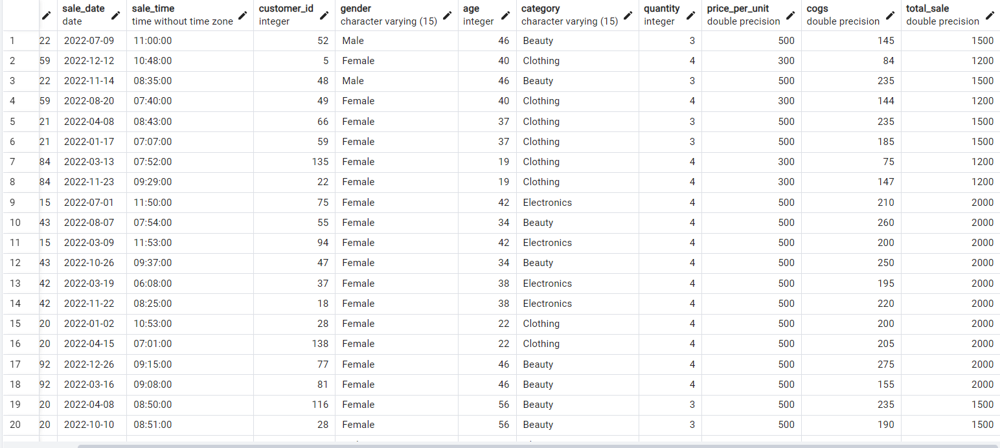 sale_date sale_time customer_id gender age category quantity price_per_unit cogs total_sale
date time without time zone integer character varying (15) integer character varying (15) integer double precision double precision double precision
1 22 2022-07-09 11:00:00 52 Male 46 Beauty 3 500 145 1500
2 59 2022-12-12 10:48:00 5 Female 40 Clothing 4 300 84 1200
3 22 2022-11-14 08:35:00 48 Male 46 Beauty 3 500 235 1500
4 59 2022-08-20 07:40:00 49 Female 40 Clothing 4 300 144 1200
5 21 2022-04-08 08:43:00 66 Female 37 Clothing 3 500 235 1500
6 21 2022-01-17 07:07:00 59 Female 37 Clothing 3 500 185 1500
7 84 2022-03-13 07:52:00 135 Female 19 Clothing 4 300 75 1200
8 84 2022-11-23 09:29:00 22 Female 19 Clothing 4 300 147 1200
9 15 2022-07-01 11:50:00 75 Female 42 Electronics 4 500 210 2000
10 43 2022-08-07 07:54:00 55 Female 34 Beauty 4 500 260 2000
11 15 2022-03-09 11:53:00 94 Female 42 Electronics 4 500 200 2000
12 43 2022-10-26 09:37:00 47 Female 34 Beauty 4 500 250 2000
13 42 2022-03-19 06:08:00 37 Female 38 Electronics 4 500 195 2000
14 42 2022-11-22 08:25:00 18 Female 38 Electronics 4 500 220 2000
15 20 2022-01-02 10:53:00 28 Female 22 Clothing 4 500 200 2000
16 20 2022-04-15 07:01:00 138 Female 22 Clothing 4 500 205 2000
17 92 2022-12-26 09:15:00 77 Female 46 Beauty 4 500 275 2000
18 92 2022-03-16 09:08:00 81 Female 46 Beauty 4 500 155 2000
19 20 2022-04-08 08:50:00 116 Female 56 Beauty 3 500 235 1500
20 20 2022-10-10 08:51:00 28 Female 56 Beauty 3 500 190 1500